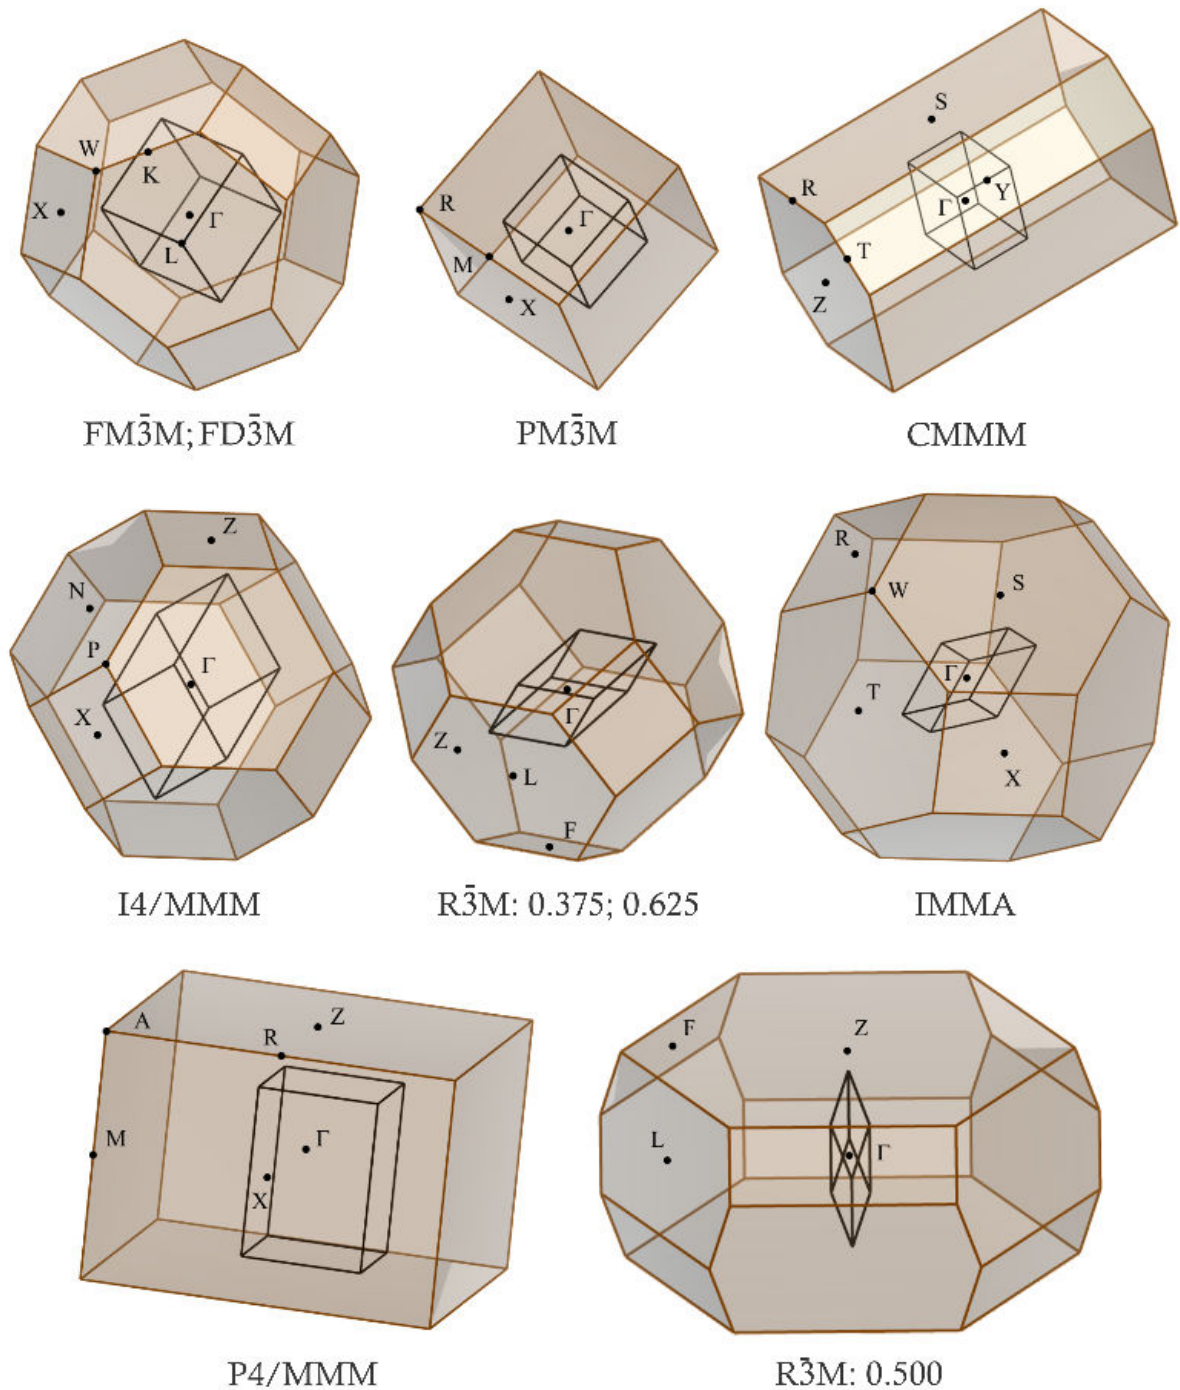 W
K
X
Γ
L
FM3̄M; FD3̄M
R
Γ
M
X
PM3̄M
S
R
Y
Γ
T
Z
CMMM
Z
N
P
Γ
X
I4/MMM
Γ
Z
L
F
R3̄M: 0.375; 0.625
R
W
S
Γ
T
X
IMMA
A
Z
R
M
Γ
X
P4/MMM
F
Z
L
Γ
R3̄M: 0.500